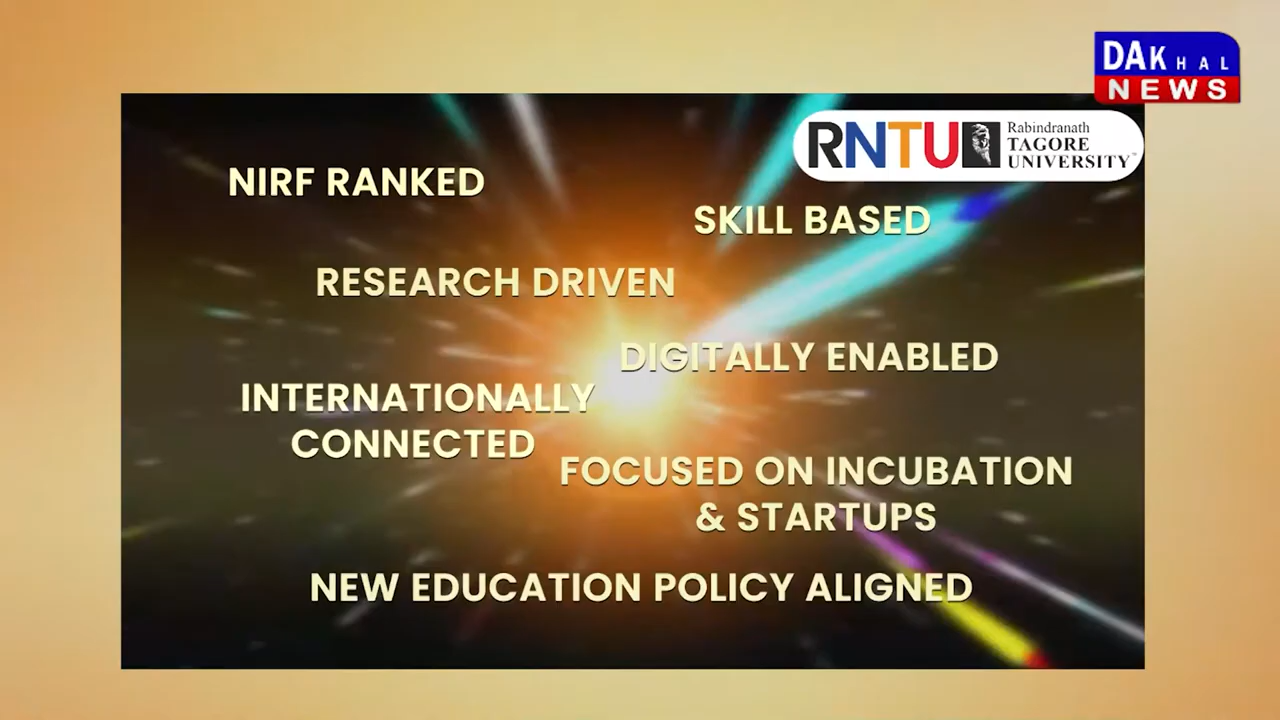 DAKHAL
NEWS
RNTU
Rabindranath
TAGORE
UNIVERSITY™
NIRF RANKED
SKILL BASED
RESEARCH DRIVEN
DIGITALLY ENABLED
INTERNATIONALLY
CONNECTED
FOCUSED ON INCUBATION
& STARTUPS
NEW EDUCATION POLICY ALIGNED